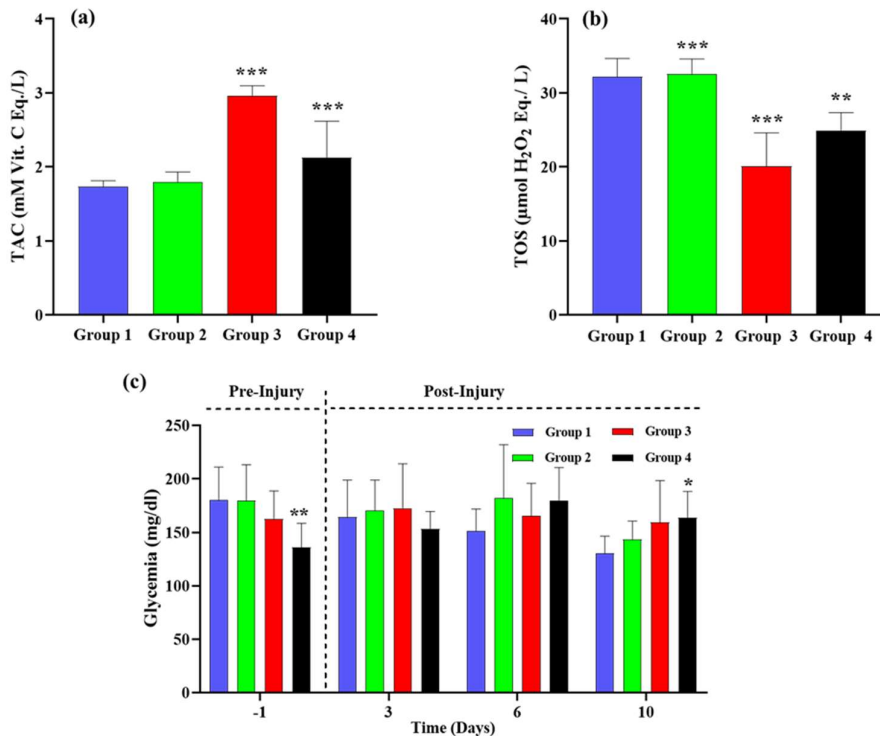 (a)
TAC (mM Vit. C Eq./L)
4
3
2
1
0
***
***
Group 1 Group 2 Group 3 Group 4
(b)
TOS (µmol H₂O₂ Eq./ L)
40
30
20
10
0
***
***
**
Group 1 Group 2 Group 3 Group 4
(c)
Pre-Injury Post-Injury
Glycemia (mg/dl)
250
200
150
100
50
0
Group 1 Group 3
Group 2 Group 4
**
*
-1 3 6 10
Time (Days)